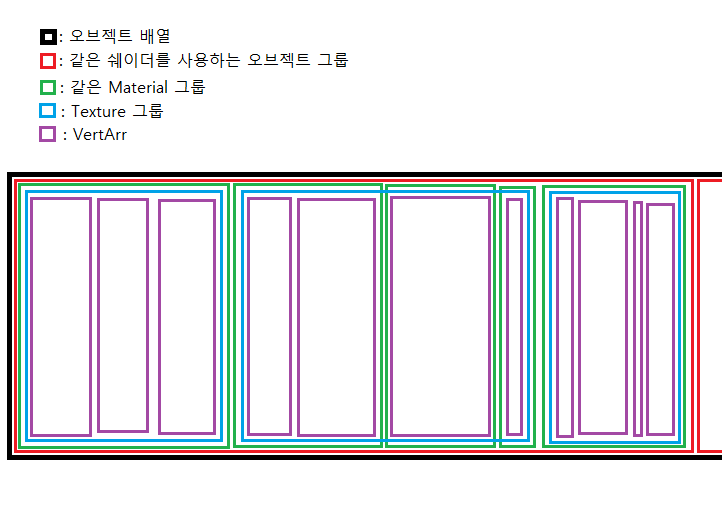 : 오브젝트 배열
: 같은 쉐이더를 사용하는 오브젝트 그룹
: 같은 Material 그룹
: Texture 그룹
: VertArr